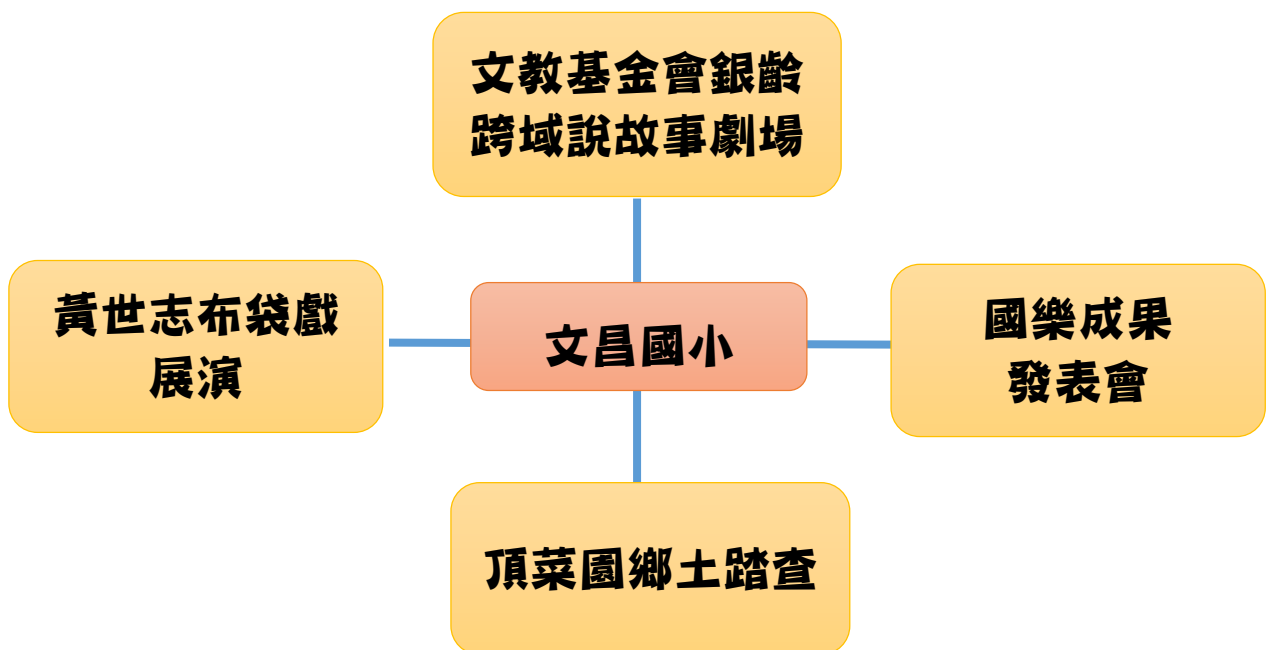 文教基金會銀齡
跨域說故事劇場
黃世志布袋戲
展演
文昌國小
國樂成果
發表會
頂菜園鄉土踏查